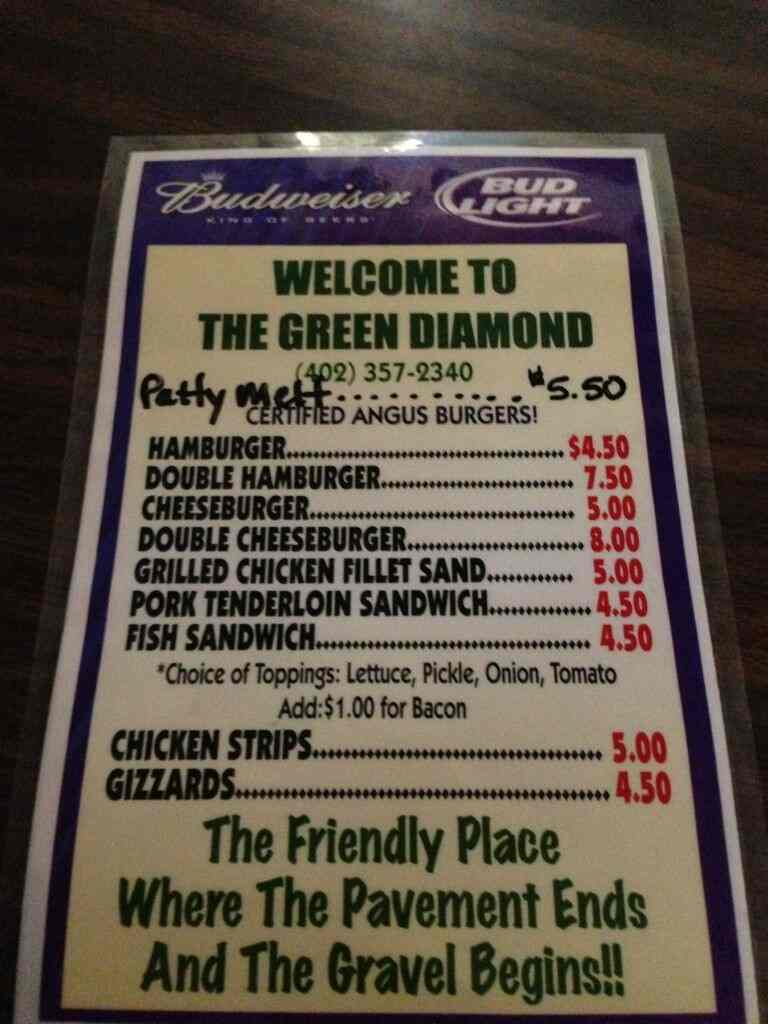 Budweiser
KING OF BEERS
BUD
LIGHT
WELCOME TO
THE GREEN DIAMOND
(402) 357-2340
Patty Melt.......... $5.50
CERTIFIED ANGUS BURGERS!
HAMBURGER.......... $4.50
DOUBLE HAMBURGER.......... 7.50
CHEESEBURGER.......... 5.00
DOUBLE CHEESEBURGER.......... 8.00
GRILLED CHICKEN FILLET SAND.......... 5.00
PORK TENDERLOIN SANDWICH.......... 4.50
FISH SANDWICH.......... 4.50
*Choice of Toppings: Lettuce, Pickle, Onion, Tomato
Add:$1.00 for Bacon
CHICKEN STRIPS.......... 5.00
GIZZARDS.......... 4.50
The Friendly Place
Where The Pavement Ends
And The Gravel Begins!!